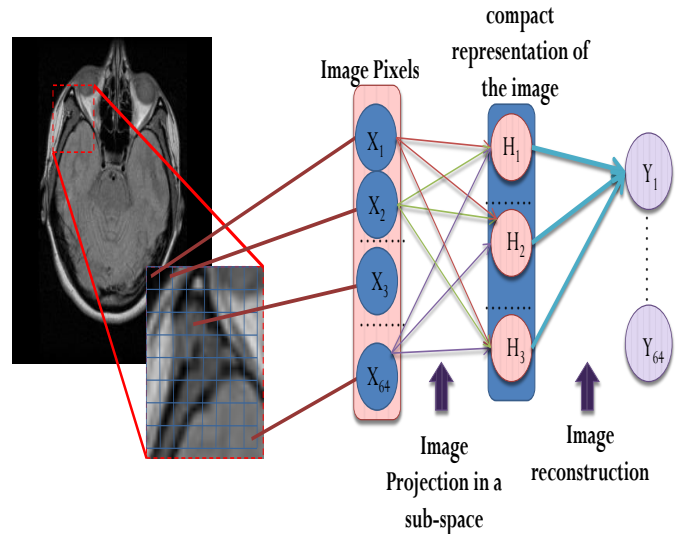 compact
representation of
the image
Image Pixels
X1
X2
X3
X64
H1
H2
H3
Y1
Y64
Image
Projection in a
sub-space
Image
reconstruction